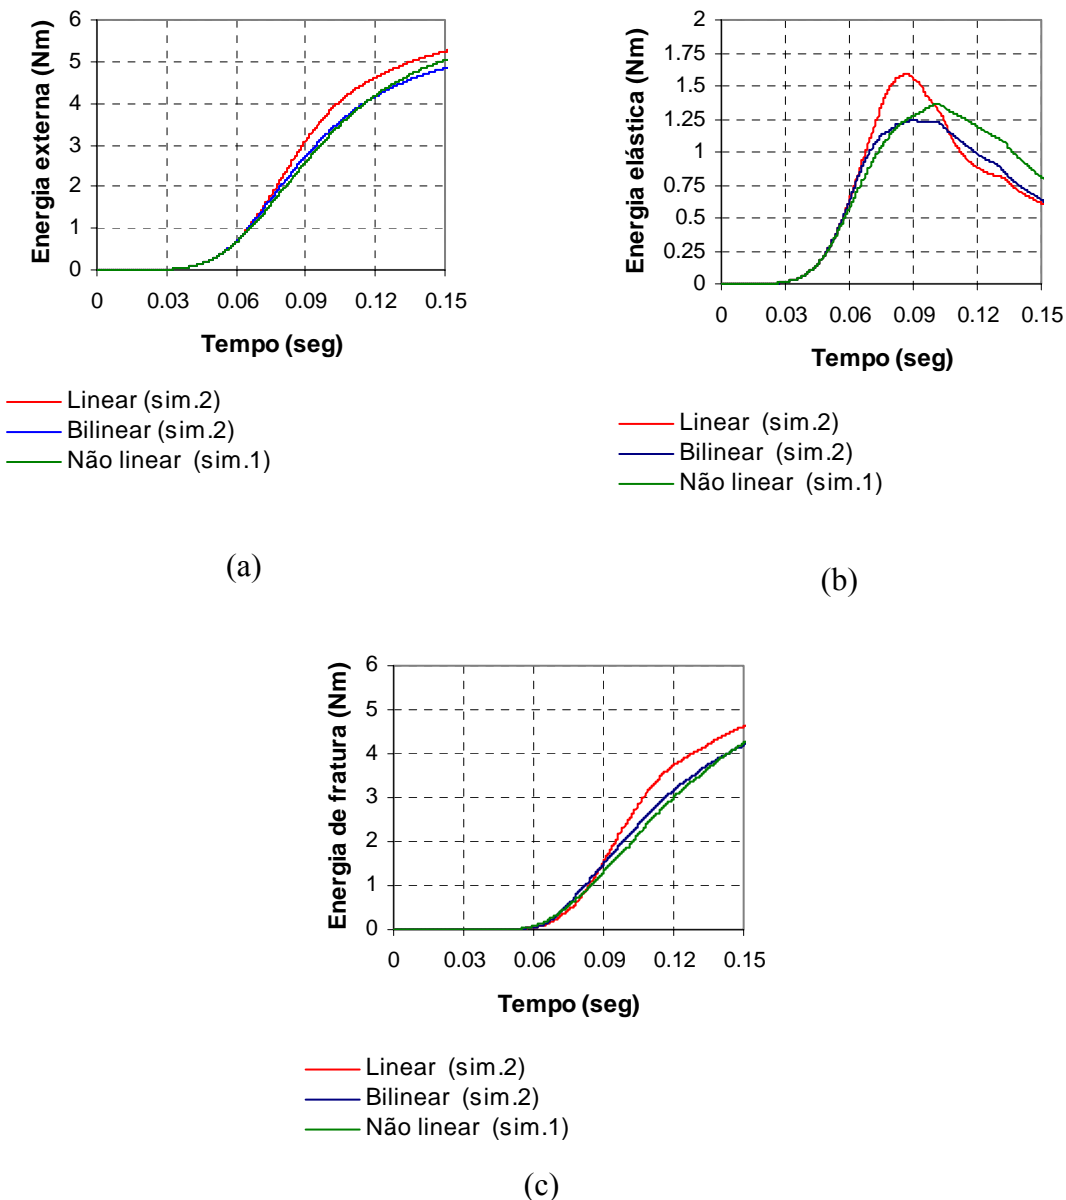 Energia externa (Nm)
6
5
4
3
2
1
0
0 0.03 0.06 0.09 0.12 0.15
Tempo (seg)
Linear (sim.2)
Bilinear (sim.2)
Não linear (sim.1)
(a)
Energia elástica (Nm)
2
1.75
1.5
1.25
1
0.75
0.5
0.25
0
0 0.03 0.06 0.09 0.12 0.15
Tempo (seg)
Linear (sim.2)
Bilinear (sim.2)
Não linear (sim.1)
(b)
Energia de fratura (Nm)
6
5
4
3
2
1
0
0 0.03 0.06 0.09 0.12 0.15
Tempo (seg)
Linear (sim.2)
Bilinear (sim.2)
Não linear (sim.1)
(c)